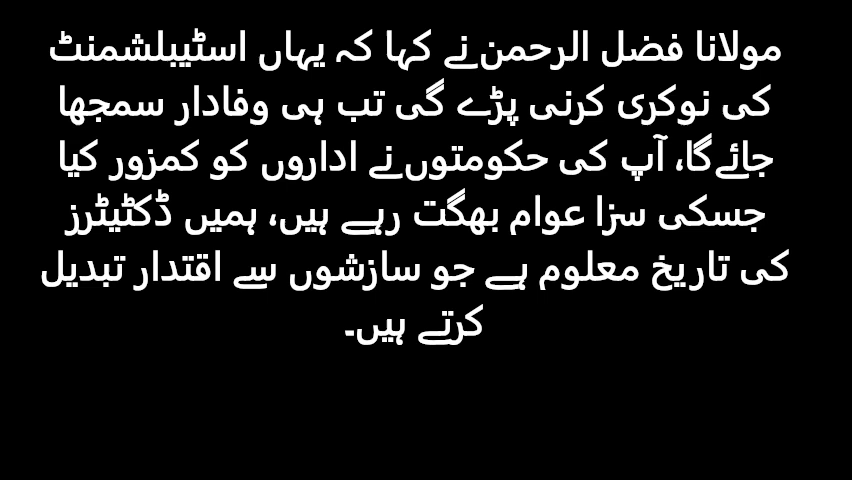 مولانا فضل الرحمن نے کہا کہ یہاں اسٹیبلشمنٹ
کی نوکری کرنی پڑے گی تب ہی وفادار سمجھا
جائے گا، آپ کی حکومتوں نے اداروں کو کمزور کیا
جسکی سزا عوام بھگت رہے ہیں، ہمیں ڈکٹیٹرز
کی تاریخ معلوم ہے جو سازشوں سے اقتدار تبدیل
کرتے ہیں۔